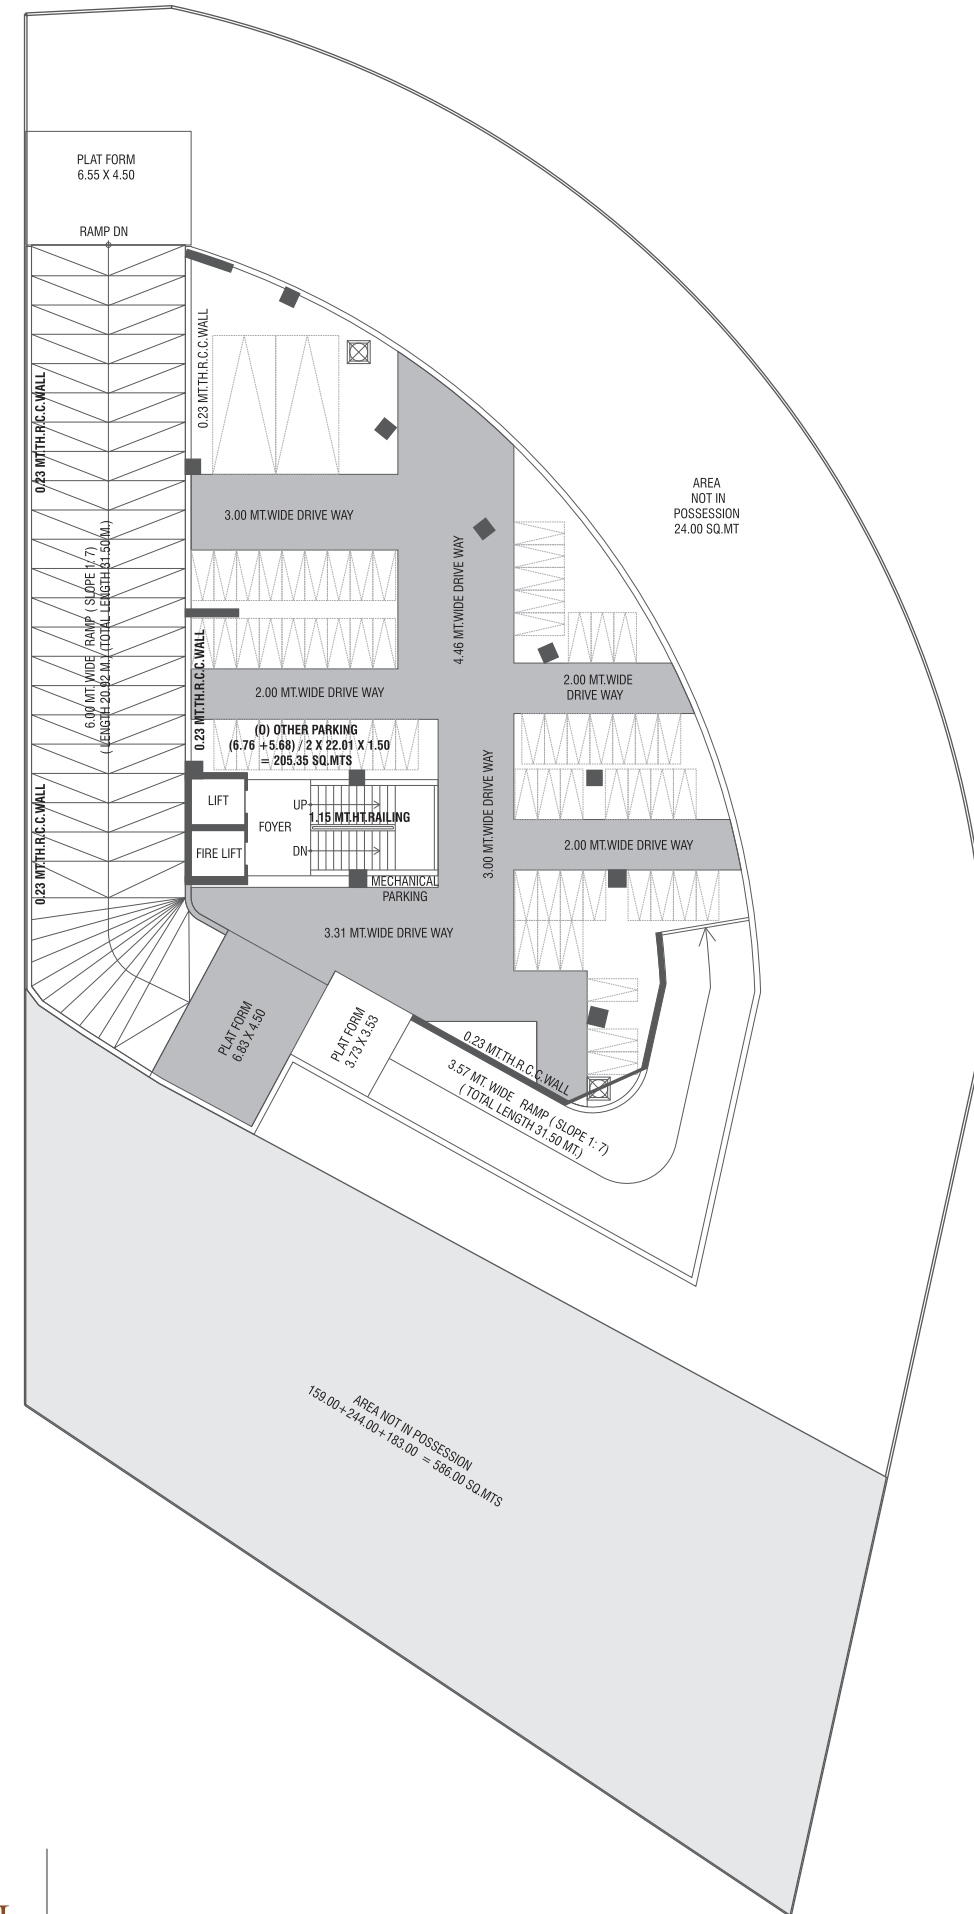 PLAT FORM
6.55 X 4.50
RAMP DN
0.23 MT.TH.R.C.C.WALL
0.23 MT.TH.R.C.C.WALL
AREA
NOT IN
POSSESSION
24.00 SQ.MT
3.00 MT.WIDE DRIVE WAY
4.46 MT.WIDE DRIVE WAY
6.00 MT. WIDE RAMP ( SLOPE 1: 7)
( LENGTH 20.92 M.) (TOTAL LENGTH 31.50 M.)
0.23 MT.TH.R.C.C.WALL
2.00 MT.WIDE DRIVE WAY
2.00 MT.WIDE
DRIVE WAY
(O) OTHER PARKING
(6.76 +5.68) / 2 X 22.01 X 1.50
= 205.35 SQ.MTS
3.00 MT.WIDE DRIVE WAY
LIFT
UP
1.15 MT.HT.RAILING
FOYER
0.23 MT.TH.R.C.C.WALL
FIRE LIFT
DN
2.00 MT.WIDE DRIVE WAY
MECHANICAL
PARKING
3.31 MT.WIDE DRIVE WAY
PLAT FORM
6.83 X 4.50
PLAT FORM
3.73 X 3.53
0.23 MT.TH.R.C.C.WALL
3.57 MT. WIDE RAMP ( SLOPE 1: 7)
( TOTAL LENGTH 31.50 MT.)
AREA NOT IN POSSESSION
159.00+244.00+183.00 = 586.00 SQ.MTS